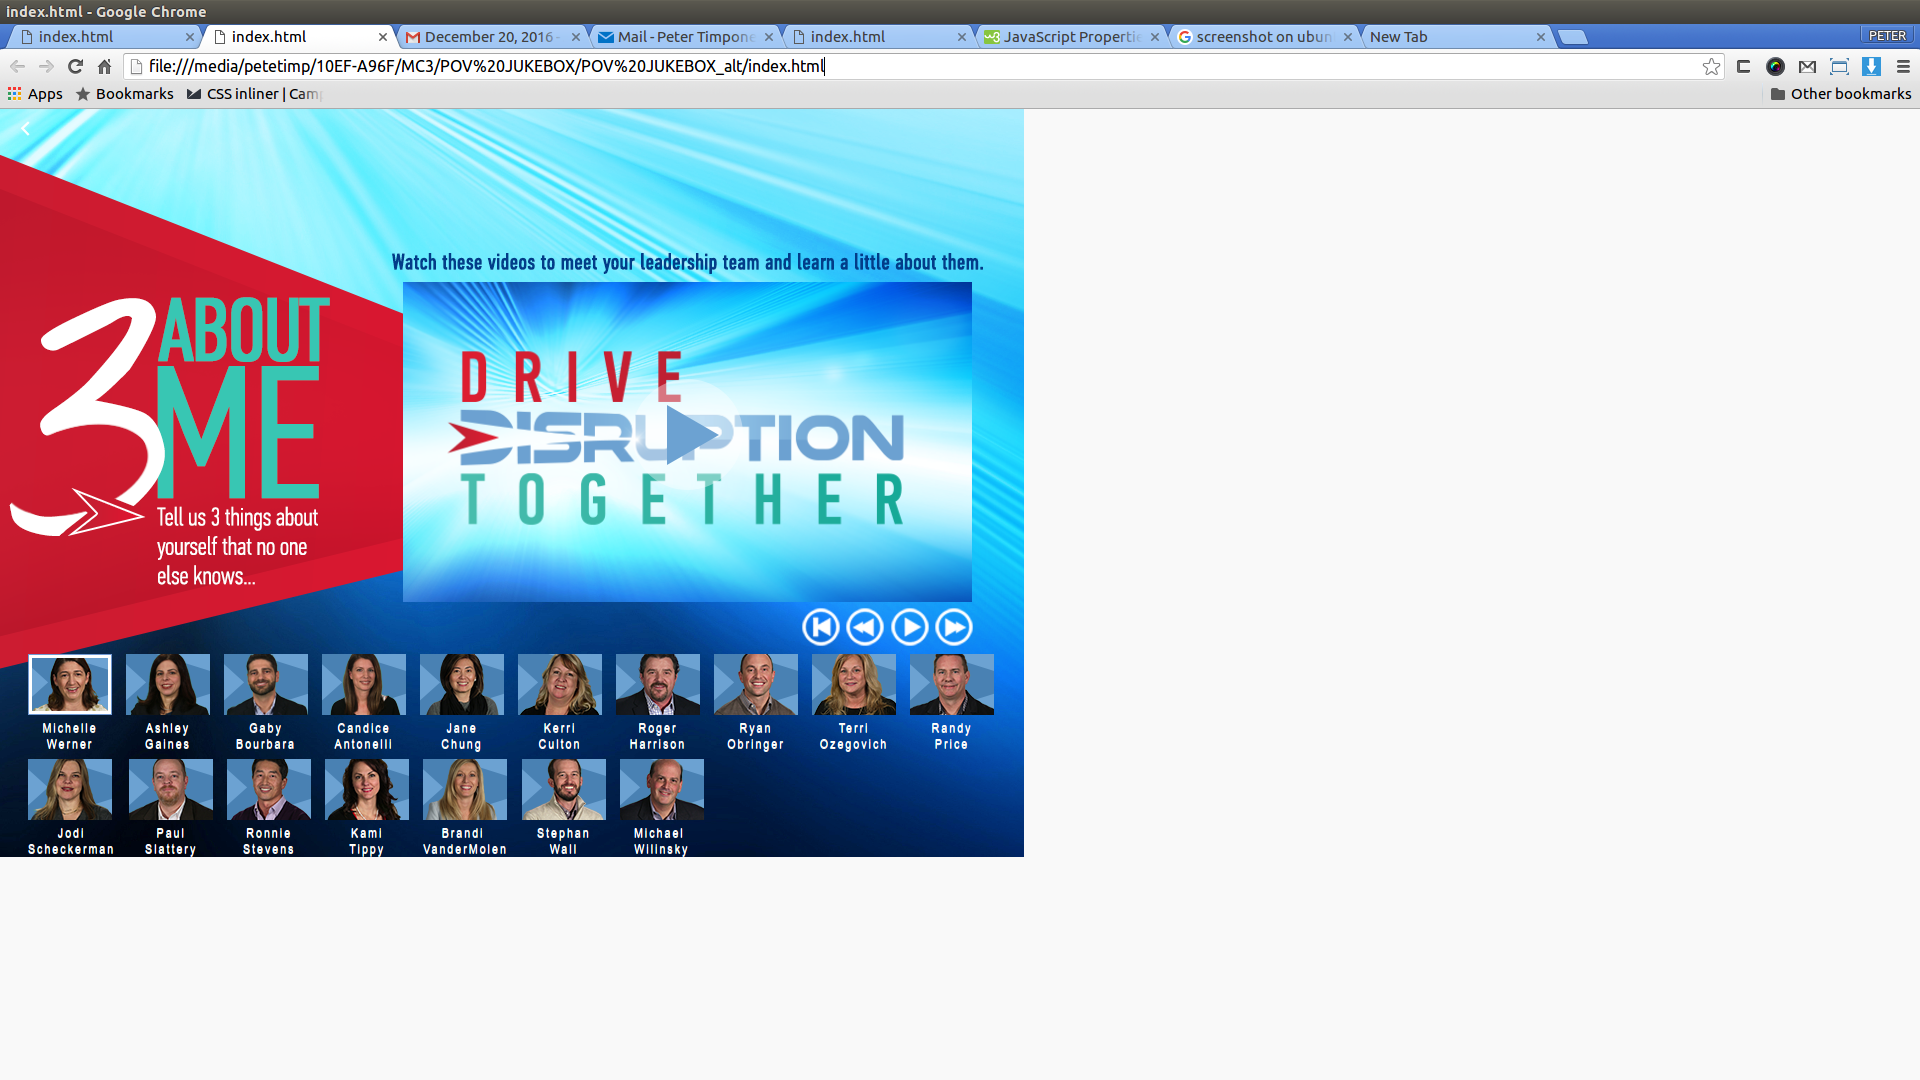 index.html - Google Chrome
index.html
index.html
December 20, 2016
Mail - Peter Timpone
index.html
JavaScript Properti
screenshot on ubun
New Tab
PETER
file:///media/petetimp/10EF-A96F/MC3/POV%20JUKEBOX/POV%20JUKEBOX_alt/index.html
Apps
Bookmarks
CSS inliner | Cam
Other bookmarks
Watch these videos to meet your leadership team and learn a little about them.
3 ABOUT
ME
Tell us 3 things about
yourself that no one
else knows...
DRIVE
DISRUPTION
TOGETHER
Michelle
Werner
Ashley
Gaines
Gaby
Bourbara
Candice
Antonelli
Jane
Chung
Kerri
Culton
Roger
Harrison
Ryan
Obringer
Terri
Ozegovich
Randy
Price
Jodi
Scheckerman
Paul
Slattery
Ronnie
Stevens
Kami
Tippy
Brandi
VanderMolen
Stephan
Wall
Michael
Wilinsky